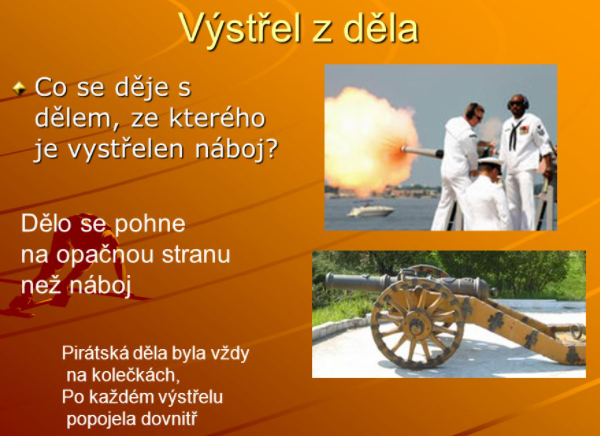 Výstřel z děla
Co se děje s
dělem, ze kterého
je vystřelen náboj?
Dělo se pohne
na opačnou stranu
než náboj
Pirátská děla byla vždy
na kolečkách,
Po každém výstřelu
popojela dovnitř